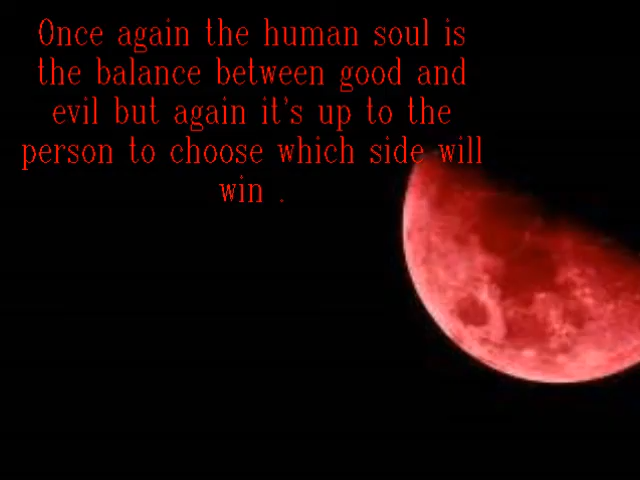 Once again the human soul is
the balance between good and
evil but again it's up to the
person to choose which side will
win .